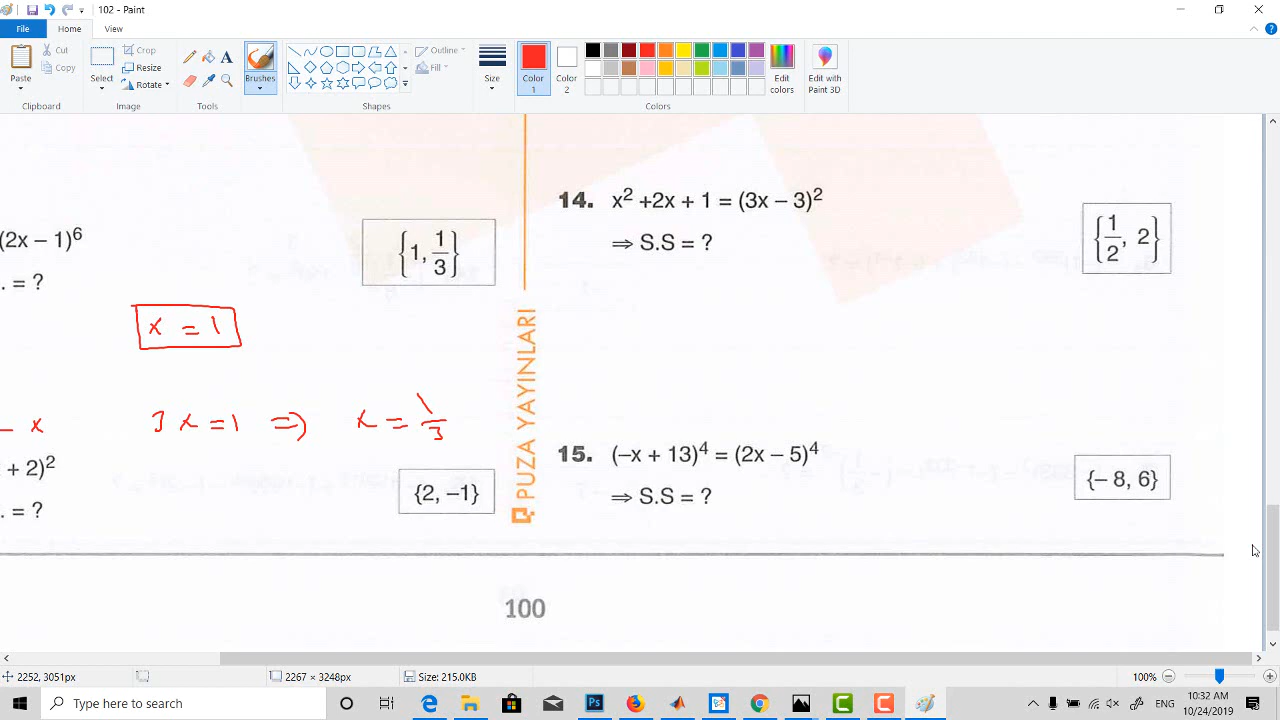 102 - Paint
File Home View
Paste
Cut
Copy
Clipboard
Select
Crop
Resize
Rotate
Image
Tools
Brushes
Shapes
Outline
Fill
Size
Color 1
Color 2
Edit colors
Colors
Edit with Paint 3D
(2x – 1)⁶
. = ?
{1, 1/3}
x = 1
– x 3x = 1 ⇒ x = 1/3
+ 2)²
. = ?
{2, –1}
PUZA YAYINLARI
14. x² +2x + 1 = (3x – 3)²
⇒ S.S = ?
{1/2, 2}
15. (–x + 13)⁴ = (2x – 5)⁴
⇒ S.S = ?
{– 8, 6}
100
2252, 3051px 2267 × 3248px Size: 215.0KB 100%
Type here to search
ENG
10:32 AM
10/24/2019